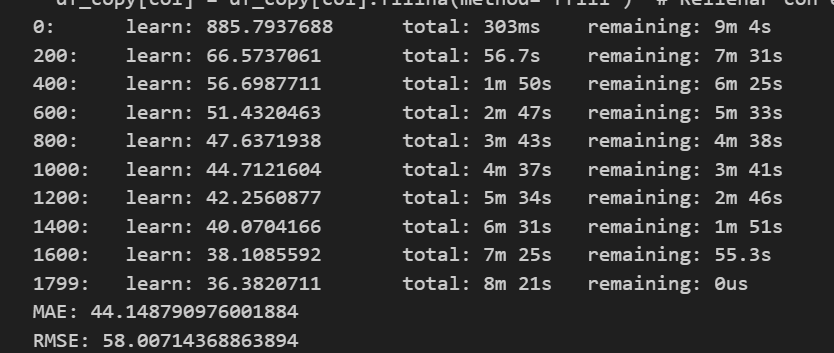 df_copy[col] = df_copy[col].fillna(method='ffill')  # Rellenar con
0: learn: 885.7937688 total: 303ms remaining: 9m 4s
200: learn: 66.5737061 total: 56.7s remaining: 7m 31s
400: learn: 56.6987711 total: 1m 50s remaining: 6m 25s
600: learn: 51.4320463 total: 2m 47s remaining: 5m 33s
800: learn: 47.6371938 total: 3m 43s remaining: 4m 38s
1000: learn: 44.7121604 total: 4m 37s remaining: 3m 41s
1200: learn: 42.2560877 total: 5m 34s remaining: 2m 46s
1400: learn: 40.0704166 total: 6m 31s remaining: 1m 51s
1600: learn: 38.1085592 total: 7m 25s remaining: 55.3s
1799: learn: 36.3820711 total: 8m 21s remaining: 0us
MAE: 44.148790976001884
RMSE: 58.00714368863894